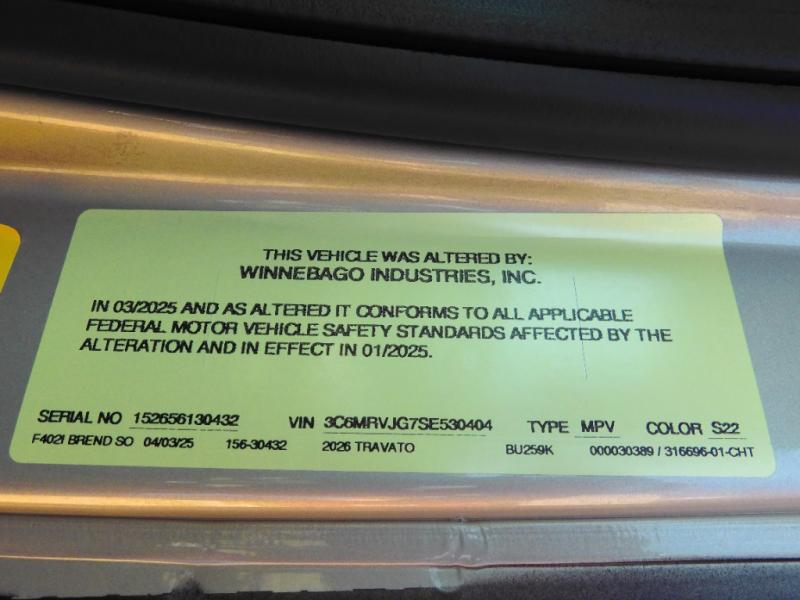 THIS VEHICLE WAS ALTERED BY:
WINNEBAGO INDUSTRIES, INC.
IN 03/2025 AND AS ALTERED IT CONFORMS TO ALL APPLICABLE
FEDERAL MOTOR VEHICLE SAFETY STANDARDS AFFECTED BY THE
ALTERATION AND IN EFFECT IN 01/2025.
SERIAL NO 152656130432 VIN 3C6MRVJG7SE530404 TYPE MPV COLOR S22
F402I BREND SO 04/03/25 156-30432 2026 TRAVATO BU259K 000030389 / 316696-01-CHT